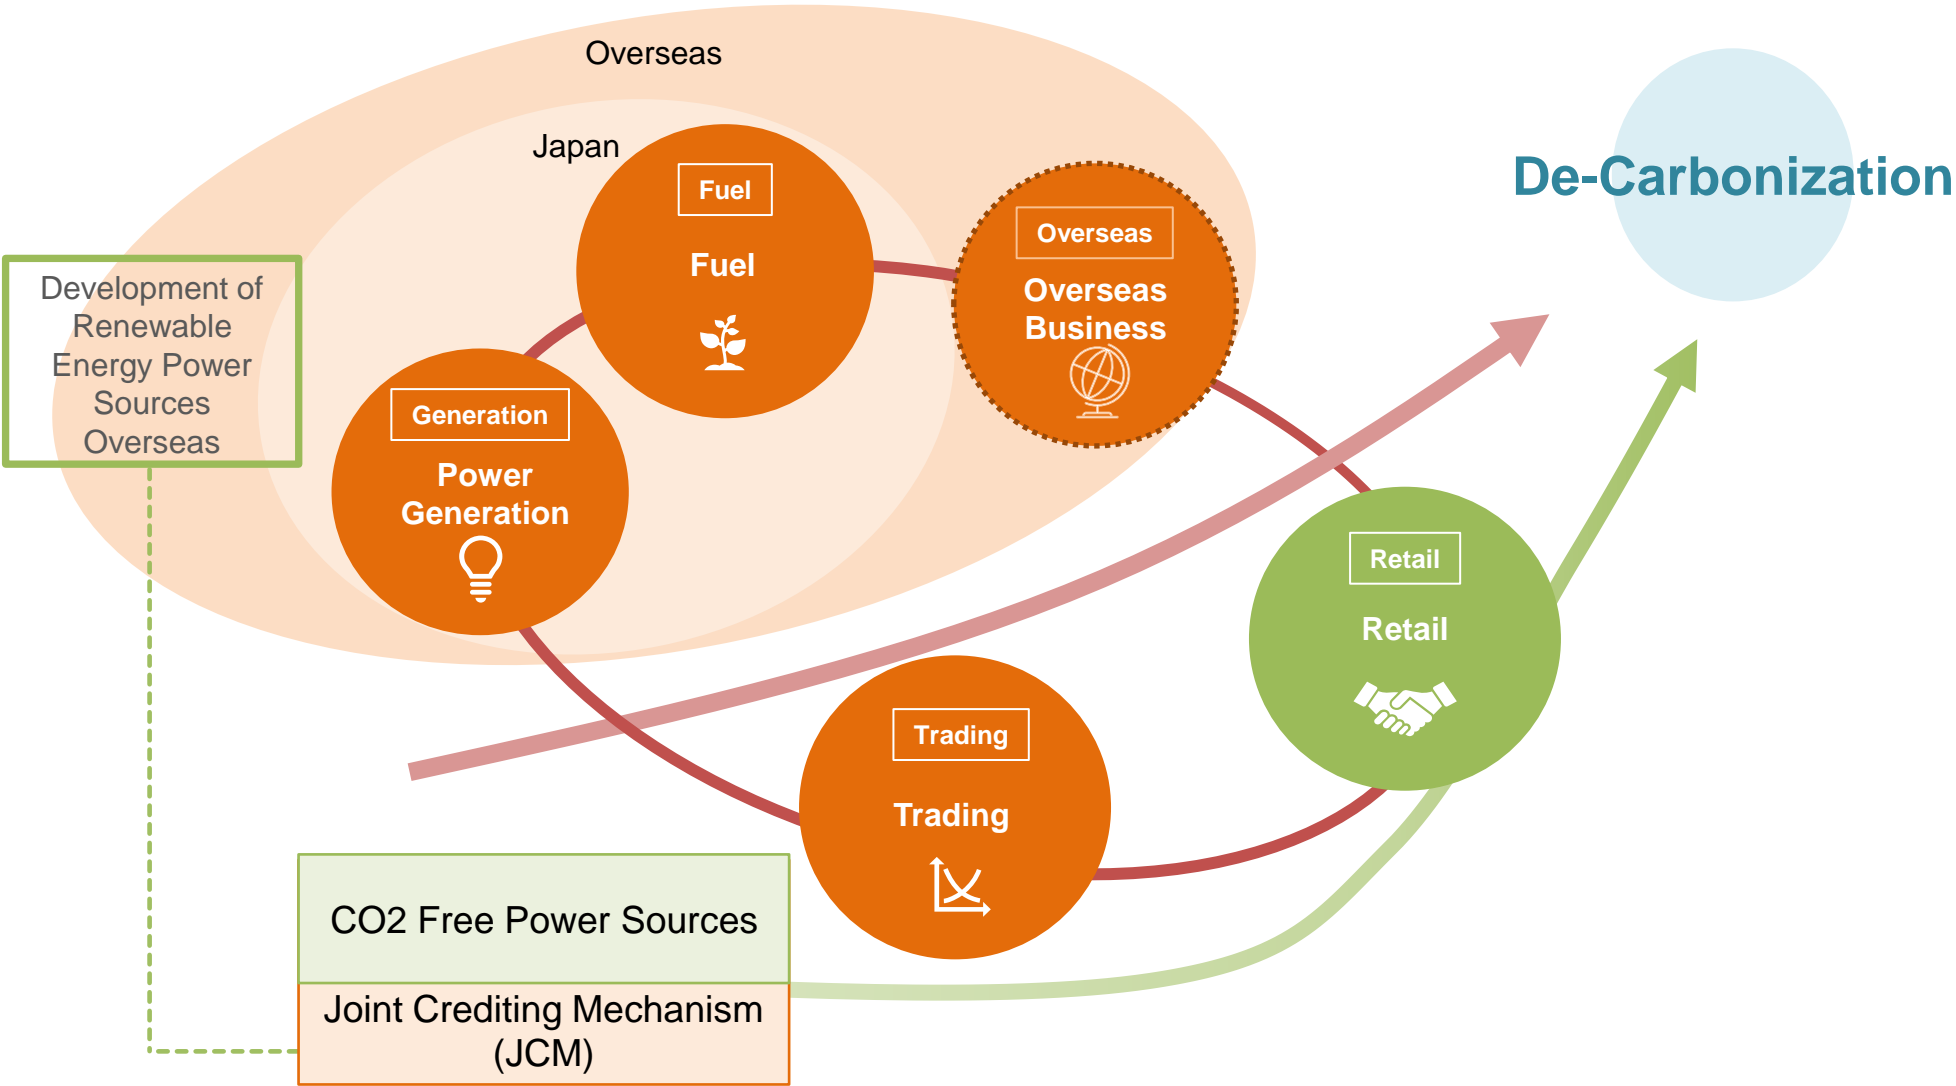 Overseas
Japan
Fuel
Fuel
Overseas
Overseas
Business
De-Carbonization
Development of
Renewable
Energy Power
Sources
Overseas
Generation
Power
Generation
Retail
Retail
Trading
Trading
CO2 Free Power Sources
Joint Crediting Mechanism
(JCM)